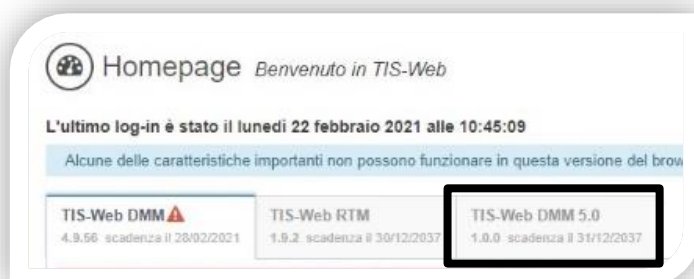 Homepage Benvenuto in TIS-Web
L'ultimo log-in è stato il lunedì 22 febbraio 2021 alle 10:45:09
Alcune delle caratteristiche importanti non possono funzionare in questa versione del brow
TIS-Web DMM TIS-Web RTM TIS-Web DMM 5.0
4.9.56 scadenza il 28/02/2021 1.9.2 scadenza il 30/12/2037 1.0.0 scadenza il 31/12/2037